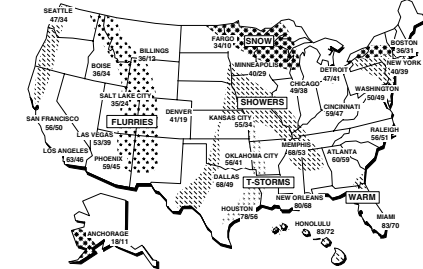 SEATTLE
47/34
BILLINGS
36/12
BOISE
36/34
FARGO
34/10
SNOW
MINNEAPOLIS
40/29
DETROIT
47/41
BOSTON
36/31
NEW YORK
40/39
CHICAGO
49/38
WASHINGTON
50/49
SALT LAKE CITY
35/24
DENVER
41/19
SHOWERS
KANSAS CITY
55/34
CINCINNATI
59/47
FLURRIES
SAN FRANCISCO
56/50
LAS VEGAS
53/39
RALEIGH
56/51
LOS ANGELES
63/46
PHOENIX
59/45
OKLAHOMA CITY
56/41
MEMPHIS
68/53
ATLANTA
60/59
DALLAS
68/49
T-STORMS
NEW ORLEANS
80/68
WARM
HOUSTON
78/56
MIAMI
83/70
HONOLULU
83/72
ANCHORAGE
18/11